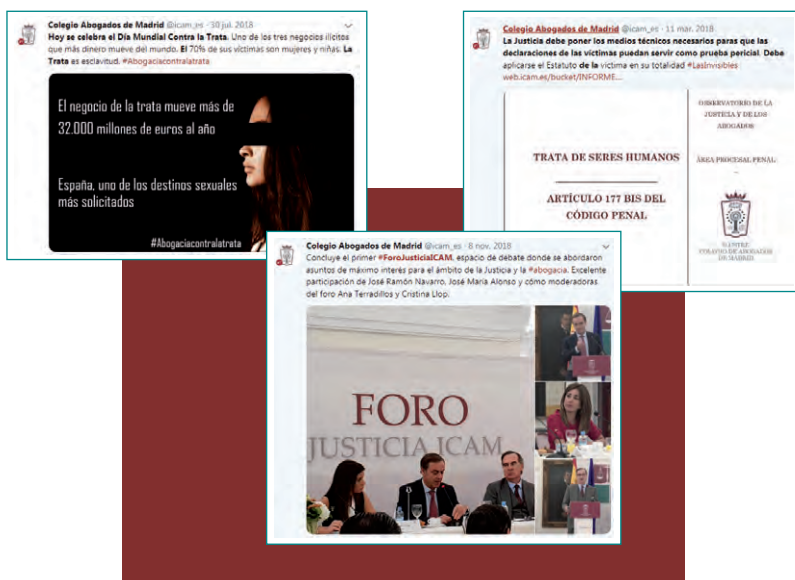 Colegio Abogados de Madrid @icam_es · 30 jul. 2018
Hoy se celebra el Día Mundial Contra la Trata. Uno de los tres negocios ilícitos
que más dinero mueve del mundo. El 70% de sus víctimas son mujeres y niñas. La
Trata es esclavitud. #Abogaciacontralatrata
El negocio de la trata mueve más de
32.000 millones de euros al año
España, uno de los destinos sexuales
más solicitados
#Abogaciacontralatrata
Colegio Abogados de Madrid @icam_es · 11 mar. 2018
La Justicia debe poner los medios técnicos necesarios paras que las
declaraciones de las víctimas puedan servir como prueba pericial. Debe
aplicarse el Estatuto de la víctima en su totalidad #LasInvisibles
web.icam.es/bucket/INFORME...
TRATA DE SERES HUMANOS
ARTÍCULO 177 BIS DEL
CÓDIGO PENAL
OBSERVATORIO DE LA
JUSTICIA Y DE LOS
ABOGADOS
ÁREA PROCESAL PENAL
ILUSTRE
COLEGIO DE ABOGADOS
DE MADRID
Colegio Abogados de Madrid @icam_es · 8 nov. 2018
Concluye el primer #ForoJusticiaICAM, espacio de debate donde se abordaron
asuntos de máximo interés para el ámbito de la Justicia y la #abogacia. Excelente
participación de José Ramón Navarro, José María Alonso y cómo moderadoras
del foro Ana Terradillos y Cristina Llop.
FORO
JUSTICIA ICAM